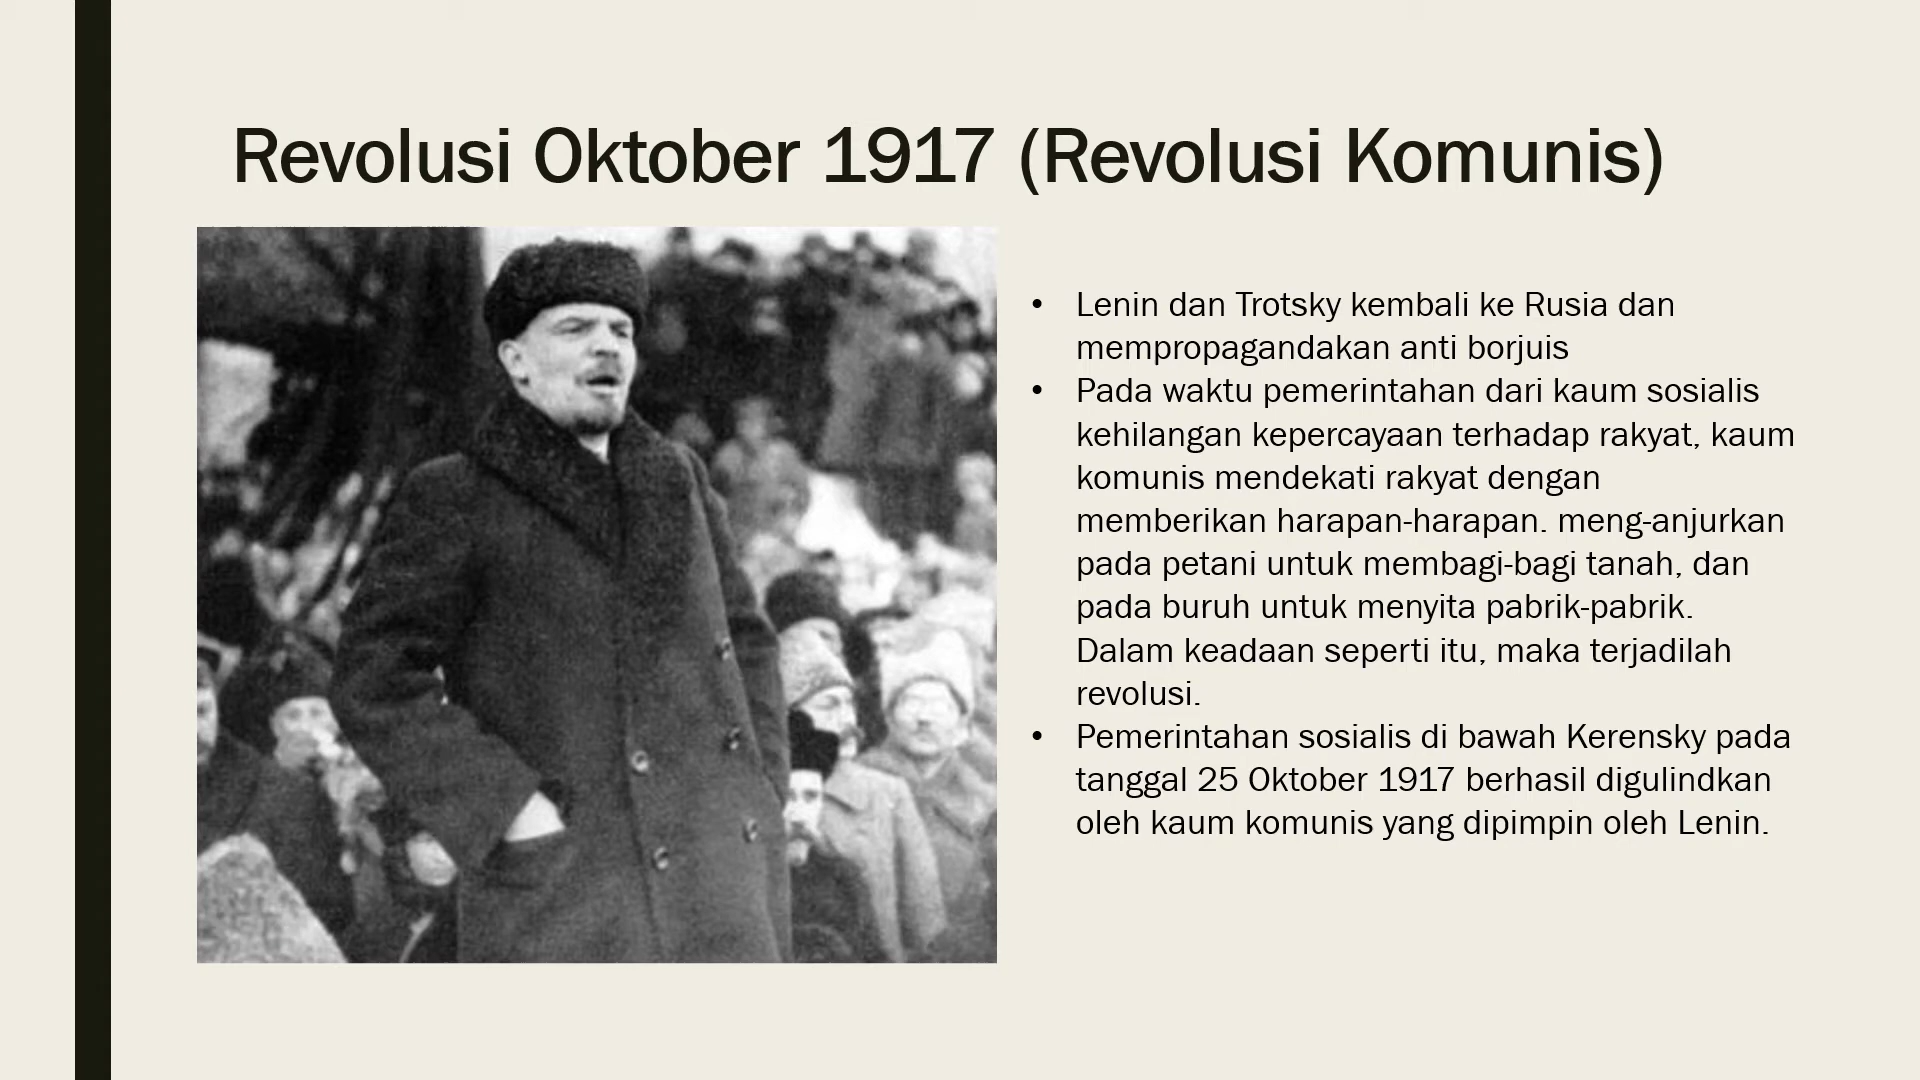 Revolusi Oktober 1917 (Revolusi Komunis)
• Lenin dan Trotsky kembali ke Rusia dan
mempropagandakan anti borjuis
• Pada waktu pemerintahan dari kaum sosialis
kehilangan kepercayaan terhadap rakyat, kaum
komunis mendekati rakyat dengan
memberikan harapan-harapan. meng-anjurkan
pada petani untuk membagi-bagi tanah, dan
pada buruh untuk menyita pabrik-pabrik.
Dalam keadaan seperti itu, maka terjadilah
revolusi.
• Pemerintahan sosialis di bawah Kerensky pada
tanggal 25 Oktober 1917 berhasil digulindkan
oleh kaum komunis yang dipimpin oleh Lenin.